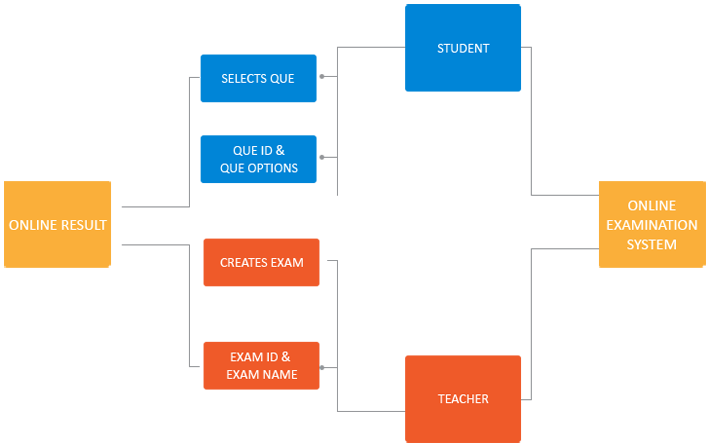 STUDENT
SELECTS QUE
QUE ID &
QUE OPTIONS
ONLINE RESULT
ONLINE
EXAMINATION
SYSTEM
CREATES EXAM
EXAM ID &
EXAM NAME
TEACHER